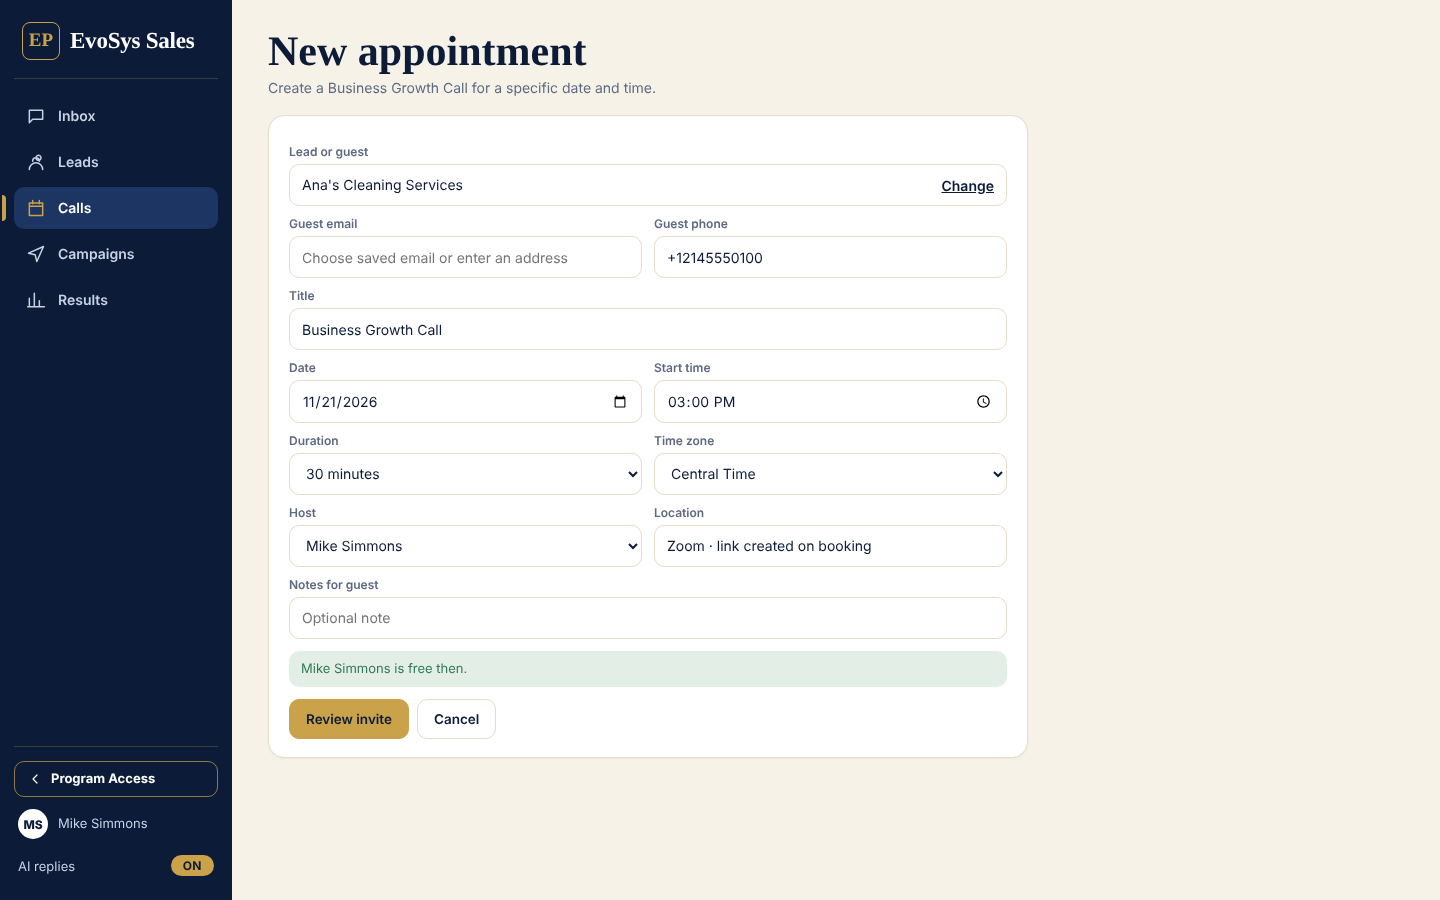 EP EvoSys Sales
Inbox
Leads
Calls
Campaigns
Results
Program Access
MS Mike Simmons
AI replies ON
New appointment
Create a Business Growth Call for a specific date and time.
Lead or guest
Ana's Cleaning Services Change
Guest email Guest phone
Choose saved email or enter an address +12145550100
Title
Business Growth Call
Date Start time
11/21/2026 03:00 PM
Duration Time zone
30 minutes Central Time
Host Location
Mike Simmons Zoom · link created on booking
Notes for guest
Optional note
Mike Simmons is free then.
Review invite Cancel